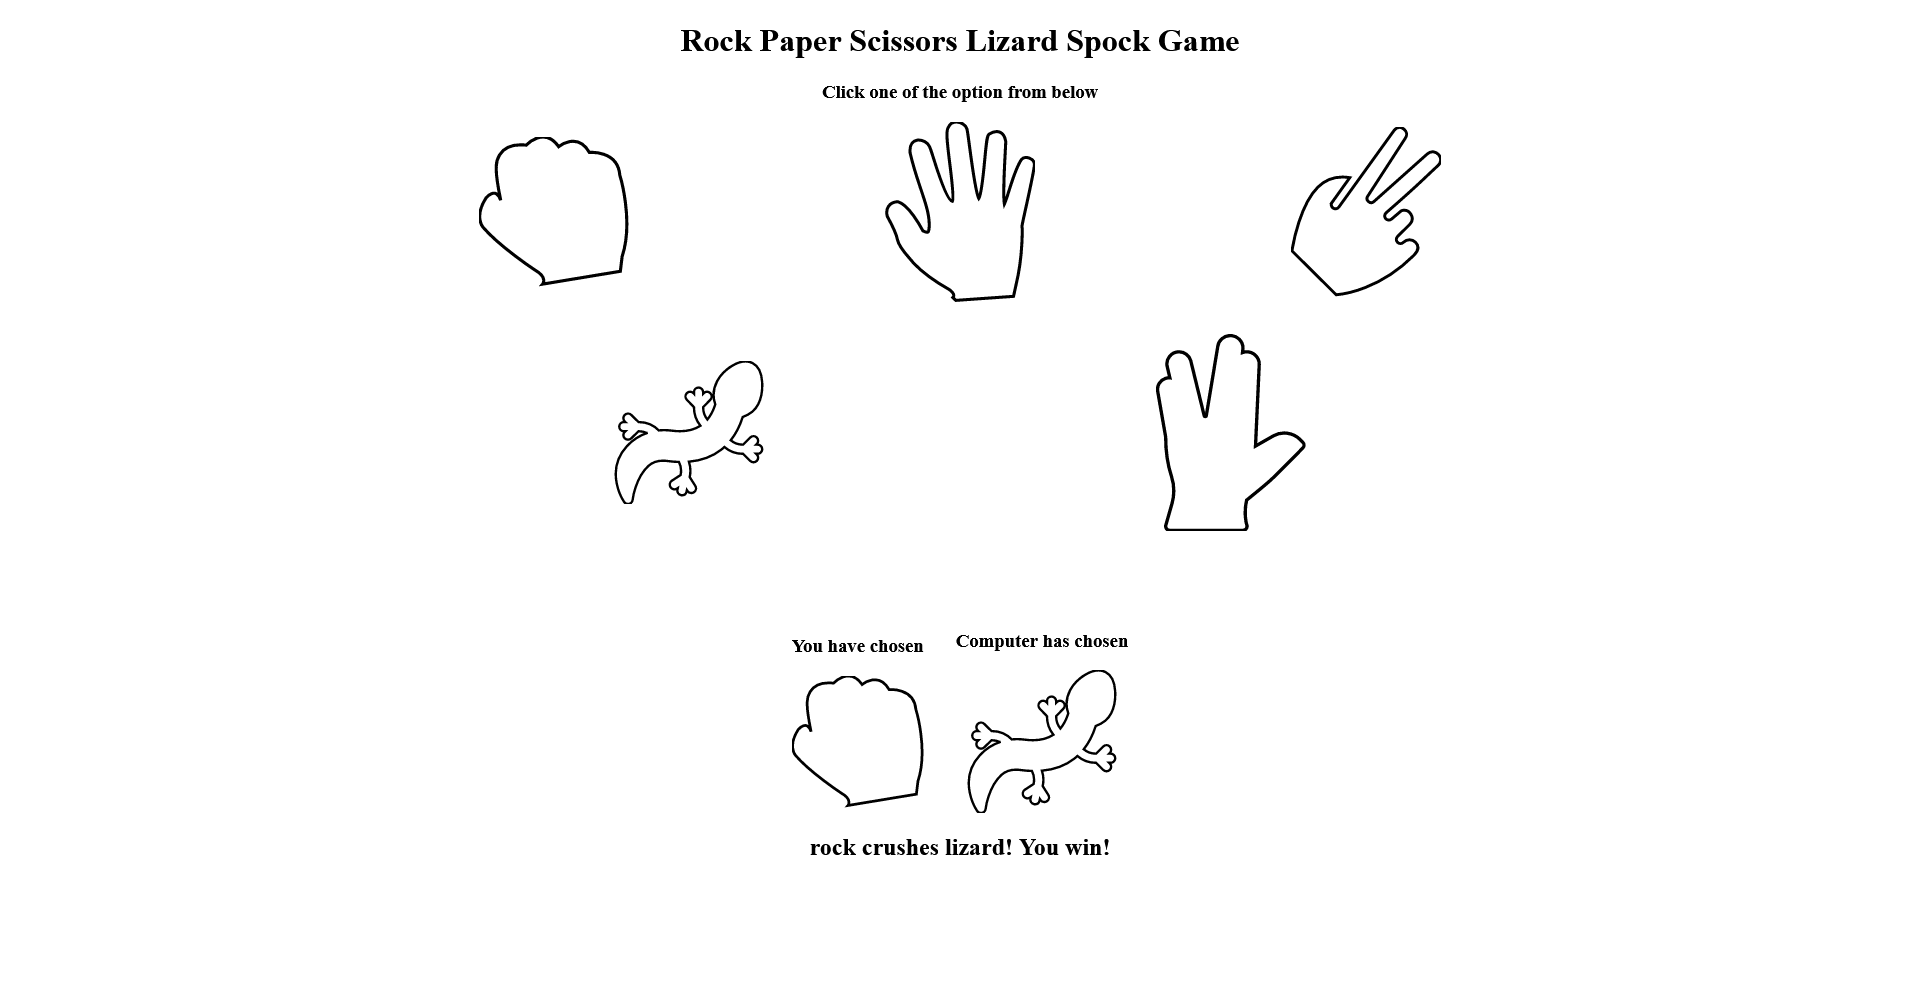 Rock Paper Scissors Lizard Spock Game
Click one of the option from below
You have chosen
Computer has chosen
rock crushes lizard! You win!